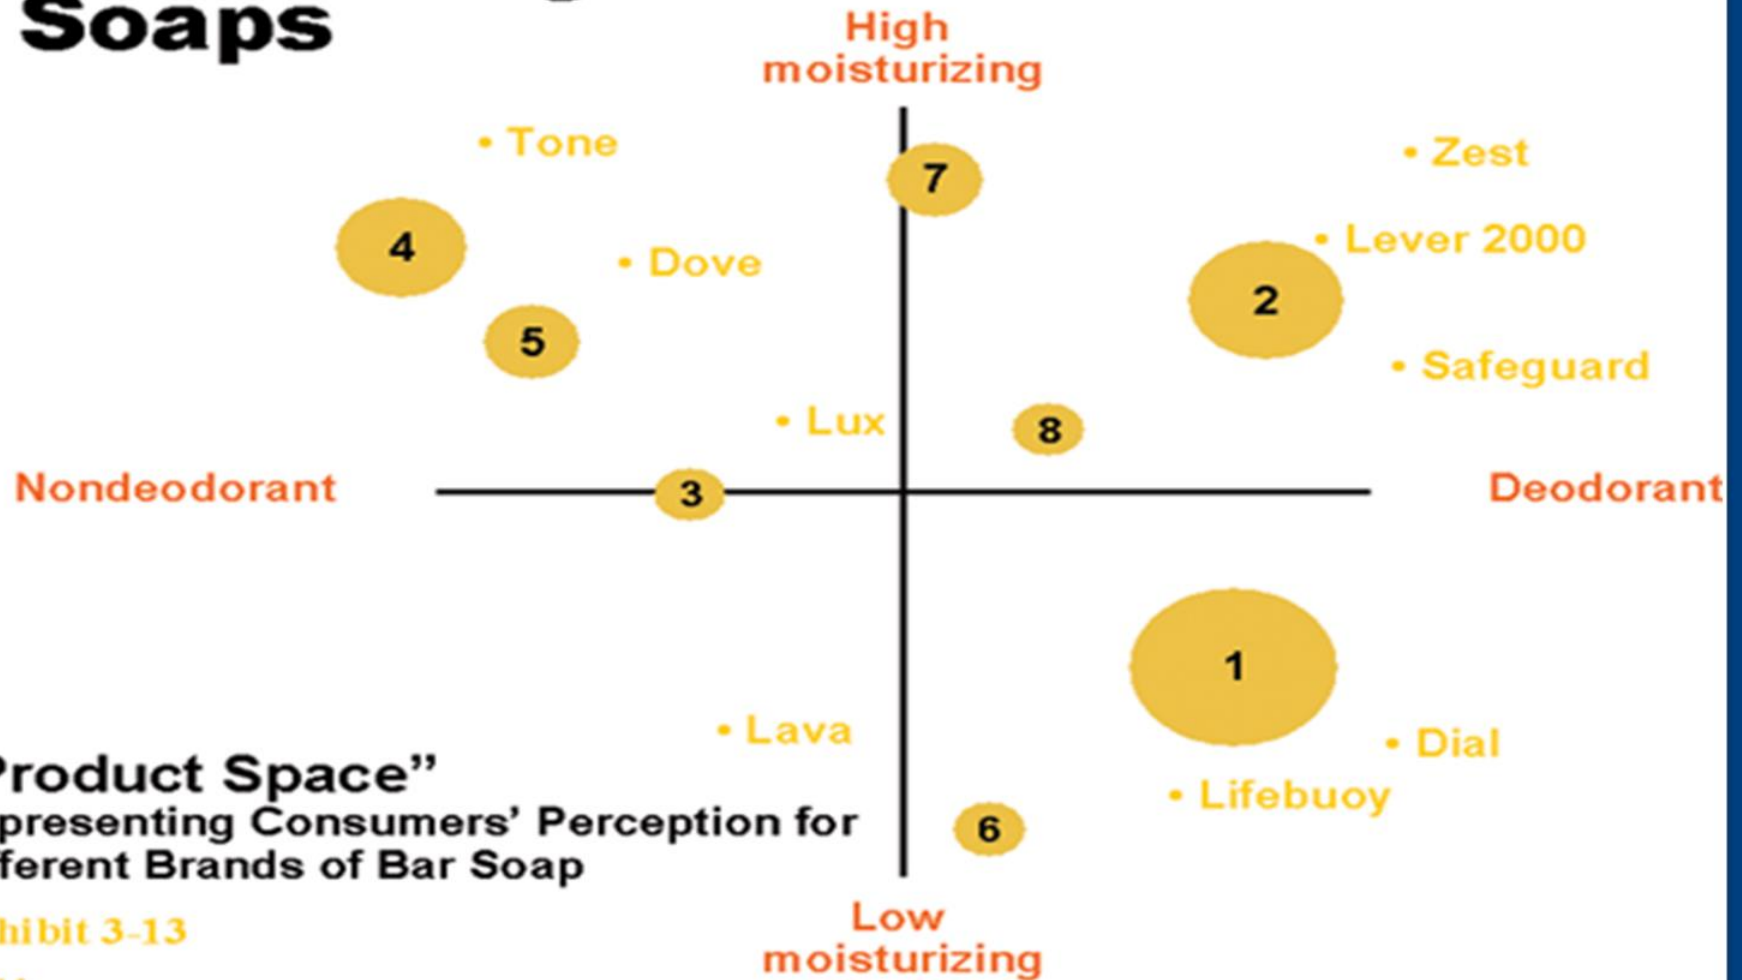 Soaps
High
moisturizing
• Tone
• Zest
7
4
• Lever 2000
• Dove
2
5
• Safeguard
• Lux
8
Nondeodorant
3
Deodorant
1
• Lava
• Dial
Product Space”
• Lifebuoy
presenting Consumers’ Perception for
6
ferent Brands of Bar Soap
Low
hibit 3-13
moisturizing